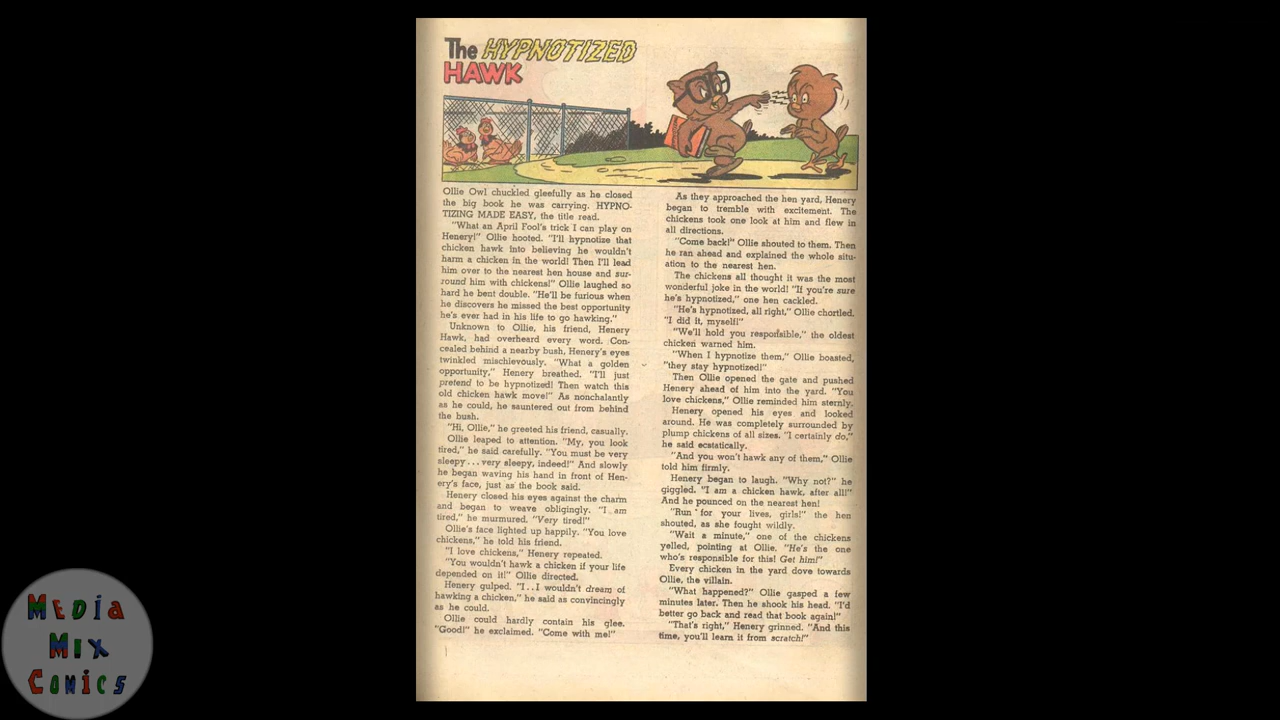 The HYPNOTIZED
HAWK
Ollie Owl chuckled gleefully as he closed
the big book he was carrying. HYPNO-
TIZING MADE EASY, the title read.
"What an April Fool's trick I can play on
Henery!" Ollie hooted. "I'll hypnotize that
chicken hawk into believing he wouldn't
harm a chicken in the world! Then I'll lead
him over to the nearest hen house and sur-
round him with chickens!" Ollie laughed so
hard he bent double. "He'll be furious when
he discovers he missed the best opportunity
he's ever had in his life to go hawking."
Unknown to Ollie, his friend, Henery
Hawk, had overheard every word. Con-
cealed behind a nearby bush, Henery's eyes
twinkled mischievously. "What a golden
opportunity," Henery breathed. "I'll just
pretend to be hypnotized! Then watch this
old chicken hawk move!" As nonchalantly
as he could, he sauntered out from behind
the bush.
"Hi, Ollie," he greeted his friend, casually.
Ollie leaped to attention. "My, you look
tired," he said carefully. "You must be very
sleepy...very sleepy, indeed!" And slowly
he began waving his hand in front of Hen-
ery's face, just as the book said.
Henery closed his eyes against the charm
and began to weave obligingly. "I am
tired," he murmured. "Very tired!"
Ollie's face lighted up happily. "You love
chickens," he told his friend.
"I love chickens," Henery repeated.
"You wouldn't hawk a chicken if your life
depended on it!" Ollie directed.
Henery gulped. "I..I wouldn't dream of
hawking a chicken," he said as convincingly
as he could.
Ollie could hardly contain his glee.
"Good!" he exclaimed. "Come with me!"
As they approached the hen yard, Henery
began to tremble with excitement. The
chickens took one look at him and flew in
all directions.
"Come back!" Ollie shouted to them. Then
he ran ahead and explained the whole situ-
ation to the nearest hen.
The chickens all thought it was the most
wonderful joke in the world! "If you're sure
he's hypnotized," one hen cackled.
"He's hypnotized, all right," Ollie chortled.
"I did it, myself!"
"We'll hold you responsible," the oldest
chicken warned him.
"When I hypnotize them," Ollie boasted,
"they stay hypnotized!"
Then Ollie opened the gate and pushed
Henery ahead of him into the yard. "You
love chickens," Ollie reminded him sternly.
Henery opened his eyes and looked
around. He was completely surrounded by
plump chickens of all sizes. "I certainly do,"
he said ecstatically.
"And you won't hawk any of them," Ollie
told him firmly.
Henery began to laugh. "Why not?" he
giggled. "I am a chicken hawk, after all!"
And he pounced on the nearest hen!
"Run for your lives, girls!" the hen
shouted, as she fought wildly.
"Wait a minute," one of the chickens
yelled, pointing at Ollie. "He's the one
who's responsible for this! Get him!"
Every chicken in the yard dove towards
Ollie, the villain.
"What happened?" Ollie gasped a few
minutes later. Then he shook his head. "I'd
better go back and read that book again!"
"That's right," Henery grinned. "And this
time, you'll learn it from scratch!"
MEDIA
MIX
COMICS